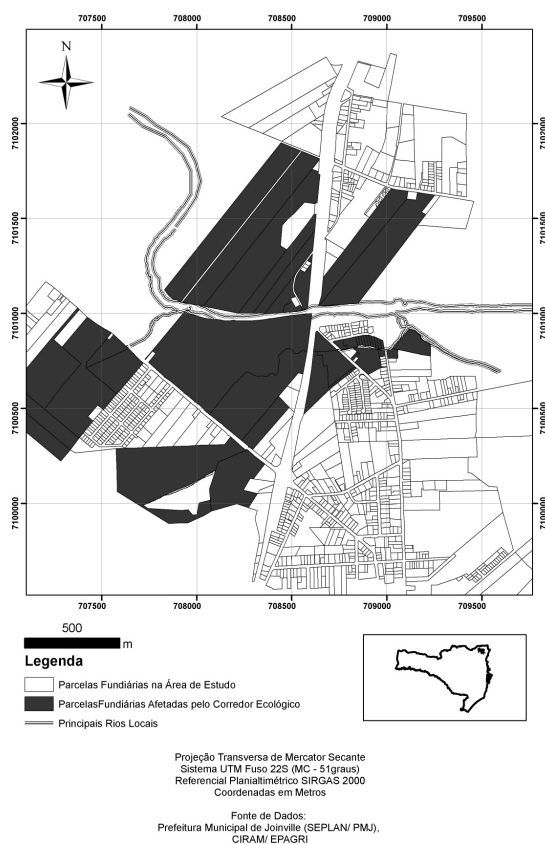 707500 708000 708500 709000 709500
N
7102000 7102000
7101500 7101500
7101000 7101000
7100500 7100500
7100000 7100000
707500 708000 708500 709000 709500
500
m
Legenda
Parcelas Fundiárias na Área de Estudo
ParcelasFundiárias Afetadas pelo Corredor Ecológico
Principais Rios Locais
Projeção Transversa de Mercator Secante
Sistema UTM Fuso 22S (MC - 51graus)
Referencial Planialtimétrico SIRGAS 2000
Coordenadas em Metros
Fonte de Dados:
Prefeitura Municipal de Joinville (SEPLAN/ PMJ),
CIRAM/ EPAGRI